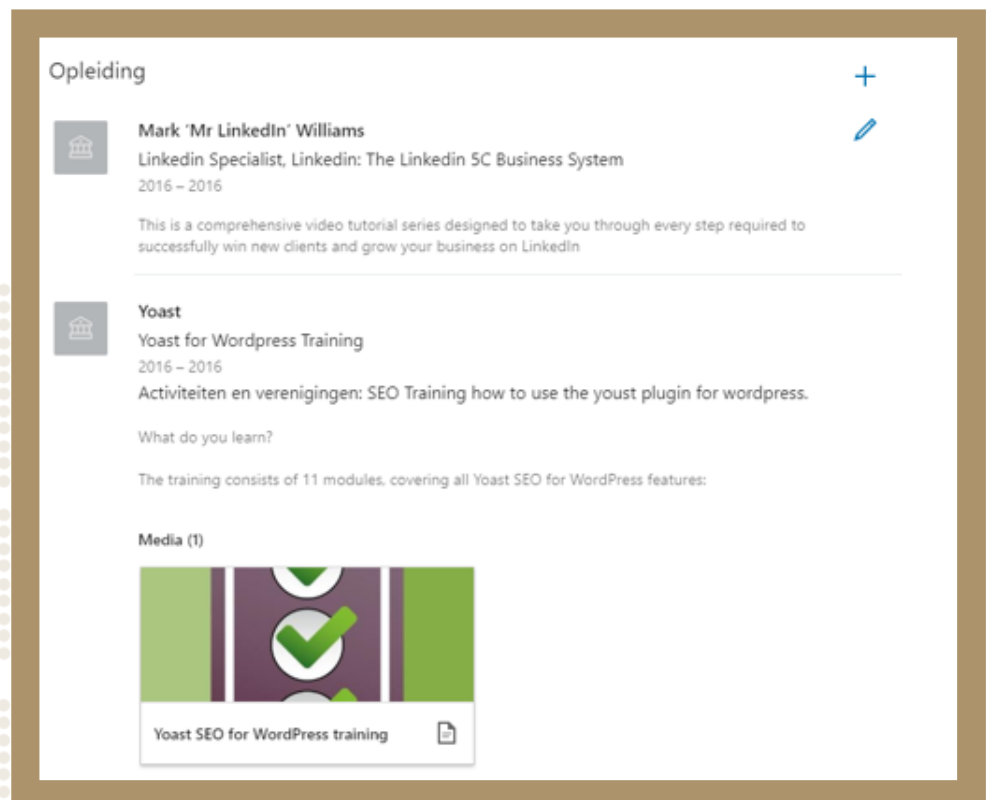 Opleiding
Mark 'Mr LinkedIn' Williams
Linkedin Specialist, Linkedin: The Linkedin 5C Business System
2016 – 2016
This is a comprehensive video tutorial series designed to take you through every step required to
successfully win new clients and grow your business on LinkedIn
Yoast
Yoast for Wordpress Training
2016 – 2016
Activiteiten en verenigingen: SEO Training how to use the youst plugin for wordpress.
What do you learn?
The training consists of 11 modules, covering all Yoast SEO for WordPress features:
Media (1)
Yoast SEO for WordPress training